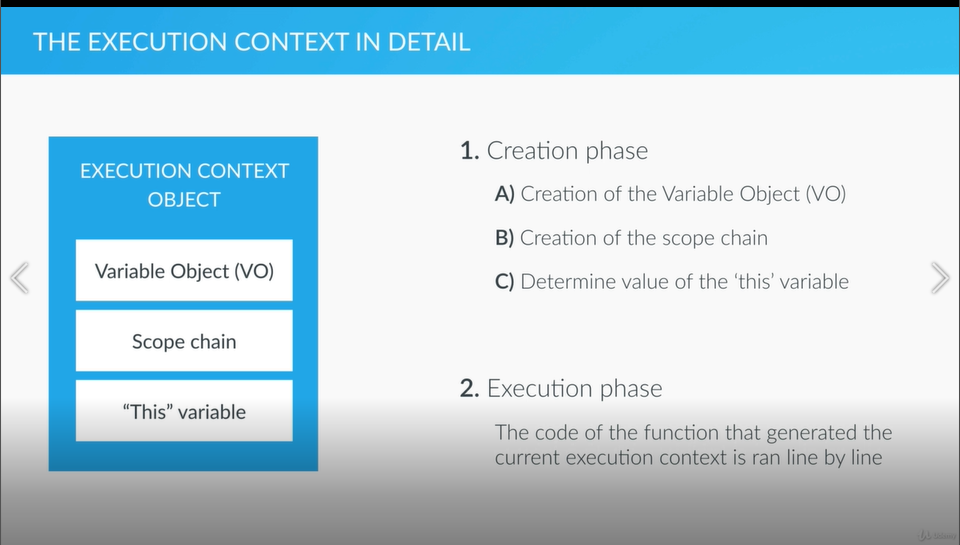 THE EXECUTION CONTEXT IN DETAIL
EXECUTION CONTEXT
OBJECT
Variable Object (VO)
Scope chain
“This” variable
1. Creation phase
A) Creation of the Variable Object (VO)
B) Creation of the scope chain
C) Determine value of the ‘this’ variable
2. Execution phase
The code of the function that generated the
current execution context is ran line by line